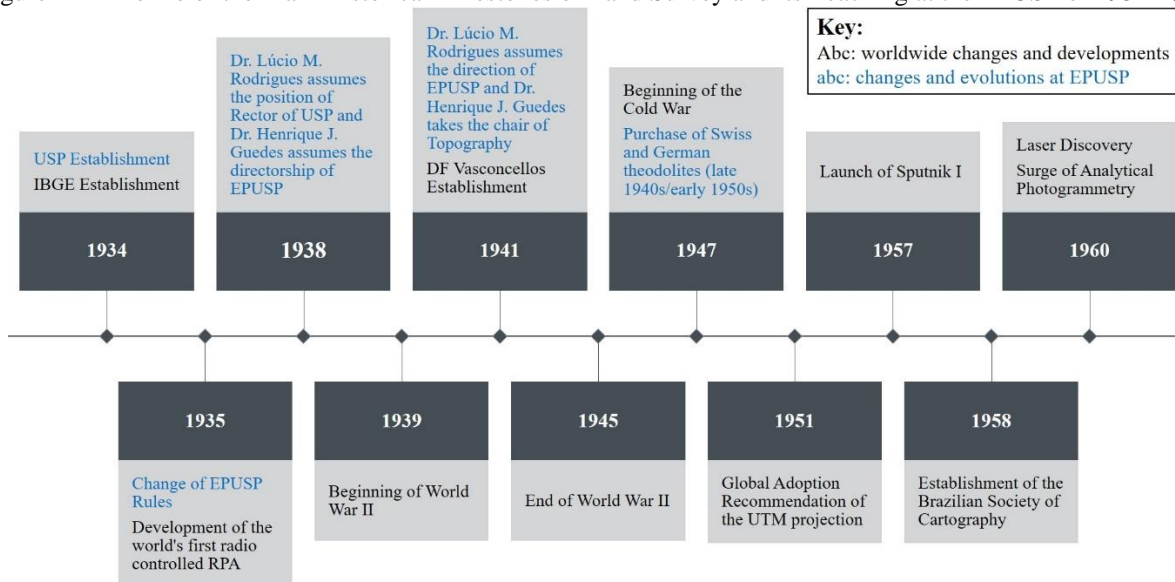 Key:
Abc: worldwide changes and developments
abc: changes and evolutions at EPUSP
USP Establishment
IBGE Establishment
1934
Dr. Lúcio M.
Rodrigues assumes
the position of
Rector of USP and
Dr. Henrique J.
Guedes assumes the
directorship of
EPUSP
1938
Dr. Lúcio M.
Rodrigues assumes
the direction of
EPUSP and Dr.
Henrique J. Guedes
takes the chair of
Topography
DF Vasconcellos
Establishment
1941
Beginning of the
Cold War
Purchase of Swiss
and German
theodolites (late
1940s/early 1950s)
1947
Launch of Sputnik I
1957
Laser Discovery
Surge of Analytical
Photogrammetry
1960
1935
Change of EPUSP
Rules
Development of the
world's first radio
controlled RPA
1939
Beginning of World
War II
1945
End of World War II
1951
Global Adoption
Recommendation of
the UTM projection
1958
Establishment of the
Brazilian Society of
Cartography